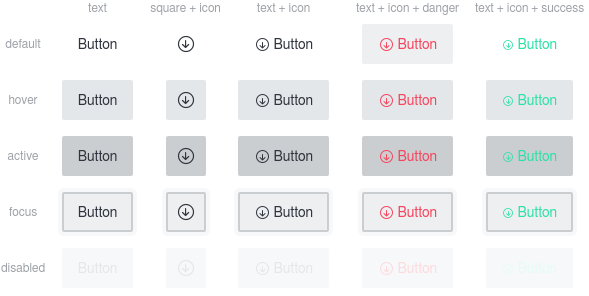 text square + icon text + icon text + icon + danger text + icon + success
default Button Button Button Button
hover Button Button Button Button
active Button Button Button Button
focus Button Button Button Button
disabled Button Button Button Button